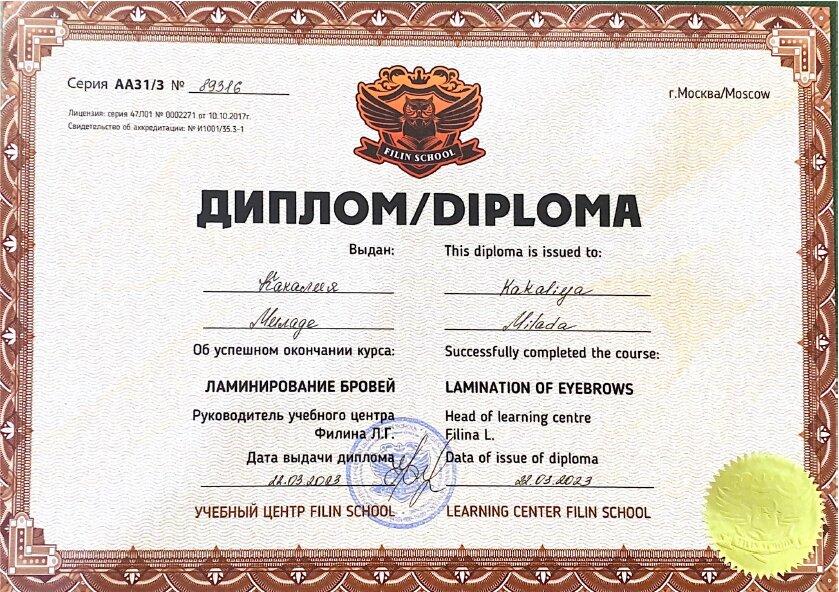 Серия АА31/3 № 89316
г.Москва/Moscow
Лицензия: серия 47Л01 № 0002271 от 10.10.2017г.
Свидетельство об аккредитации: № И1001/35.3-1
FILIN SCHOOL
ДИПЛОМ/DIPLOMA
Выдан:
This diploma is issued to:
Какалия
Kakaliya
Миладе
Milada
Об успешном окончании курса:
Successfully completed the course:
ЛАМИНИРОВАНИЕ БРОВЕЙ
LAMINATION OF EYEBROWS
Руководитель учебного центра
Филина Л.Г.
Head of learning centre
Filina L.
Дата выдачи диплома
Data of issue of diploma
22.03.2023
22.03.2023
УЧЕБНЫЙ ЦЕНТР FILIN SCHOOL
LEARNING CENTER FILIN SCHOOL